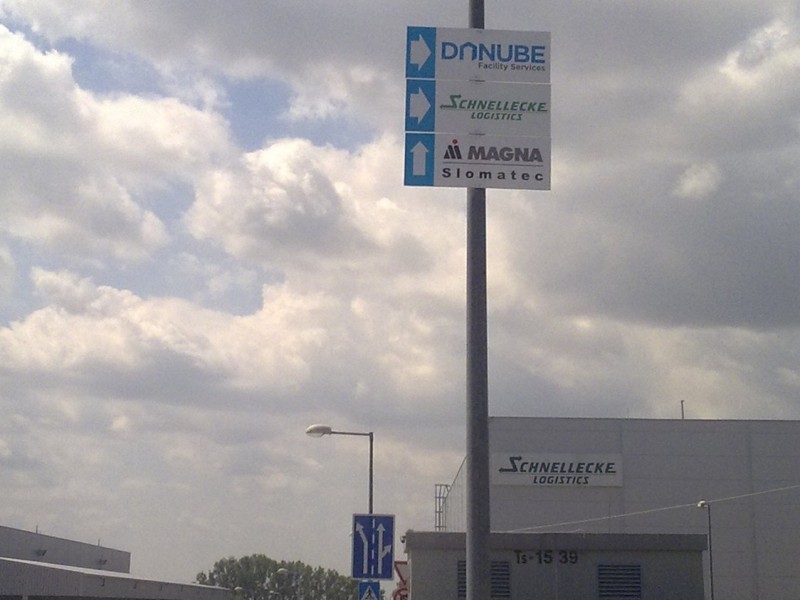 DANUBE
Facility Services
SCHNELLECKE
LOGISTICS
MAGNA
Slomatec
SCHNELLECKE
LOGISTICS
Ts-15 39